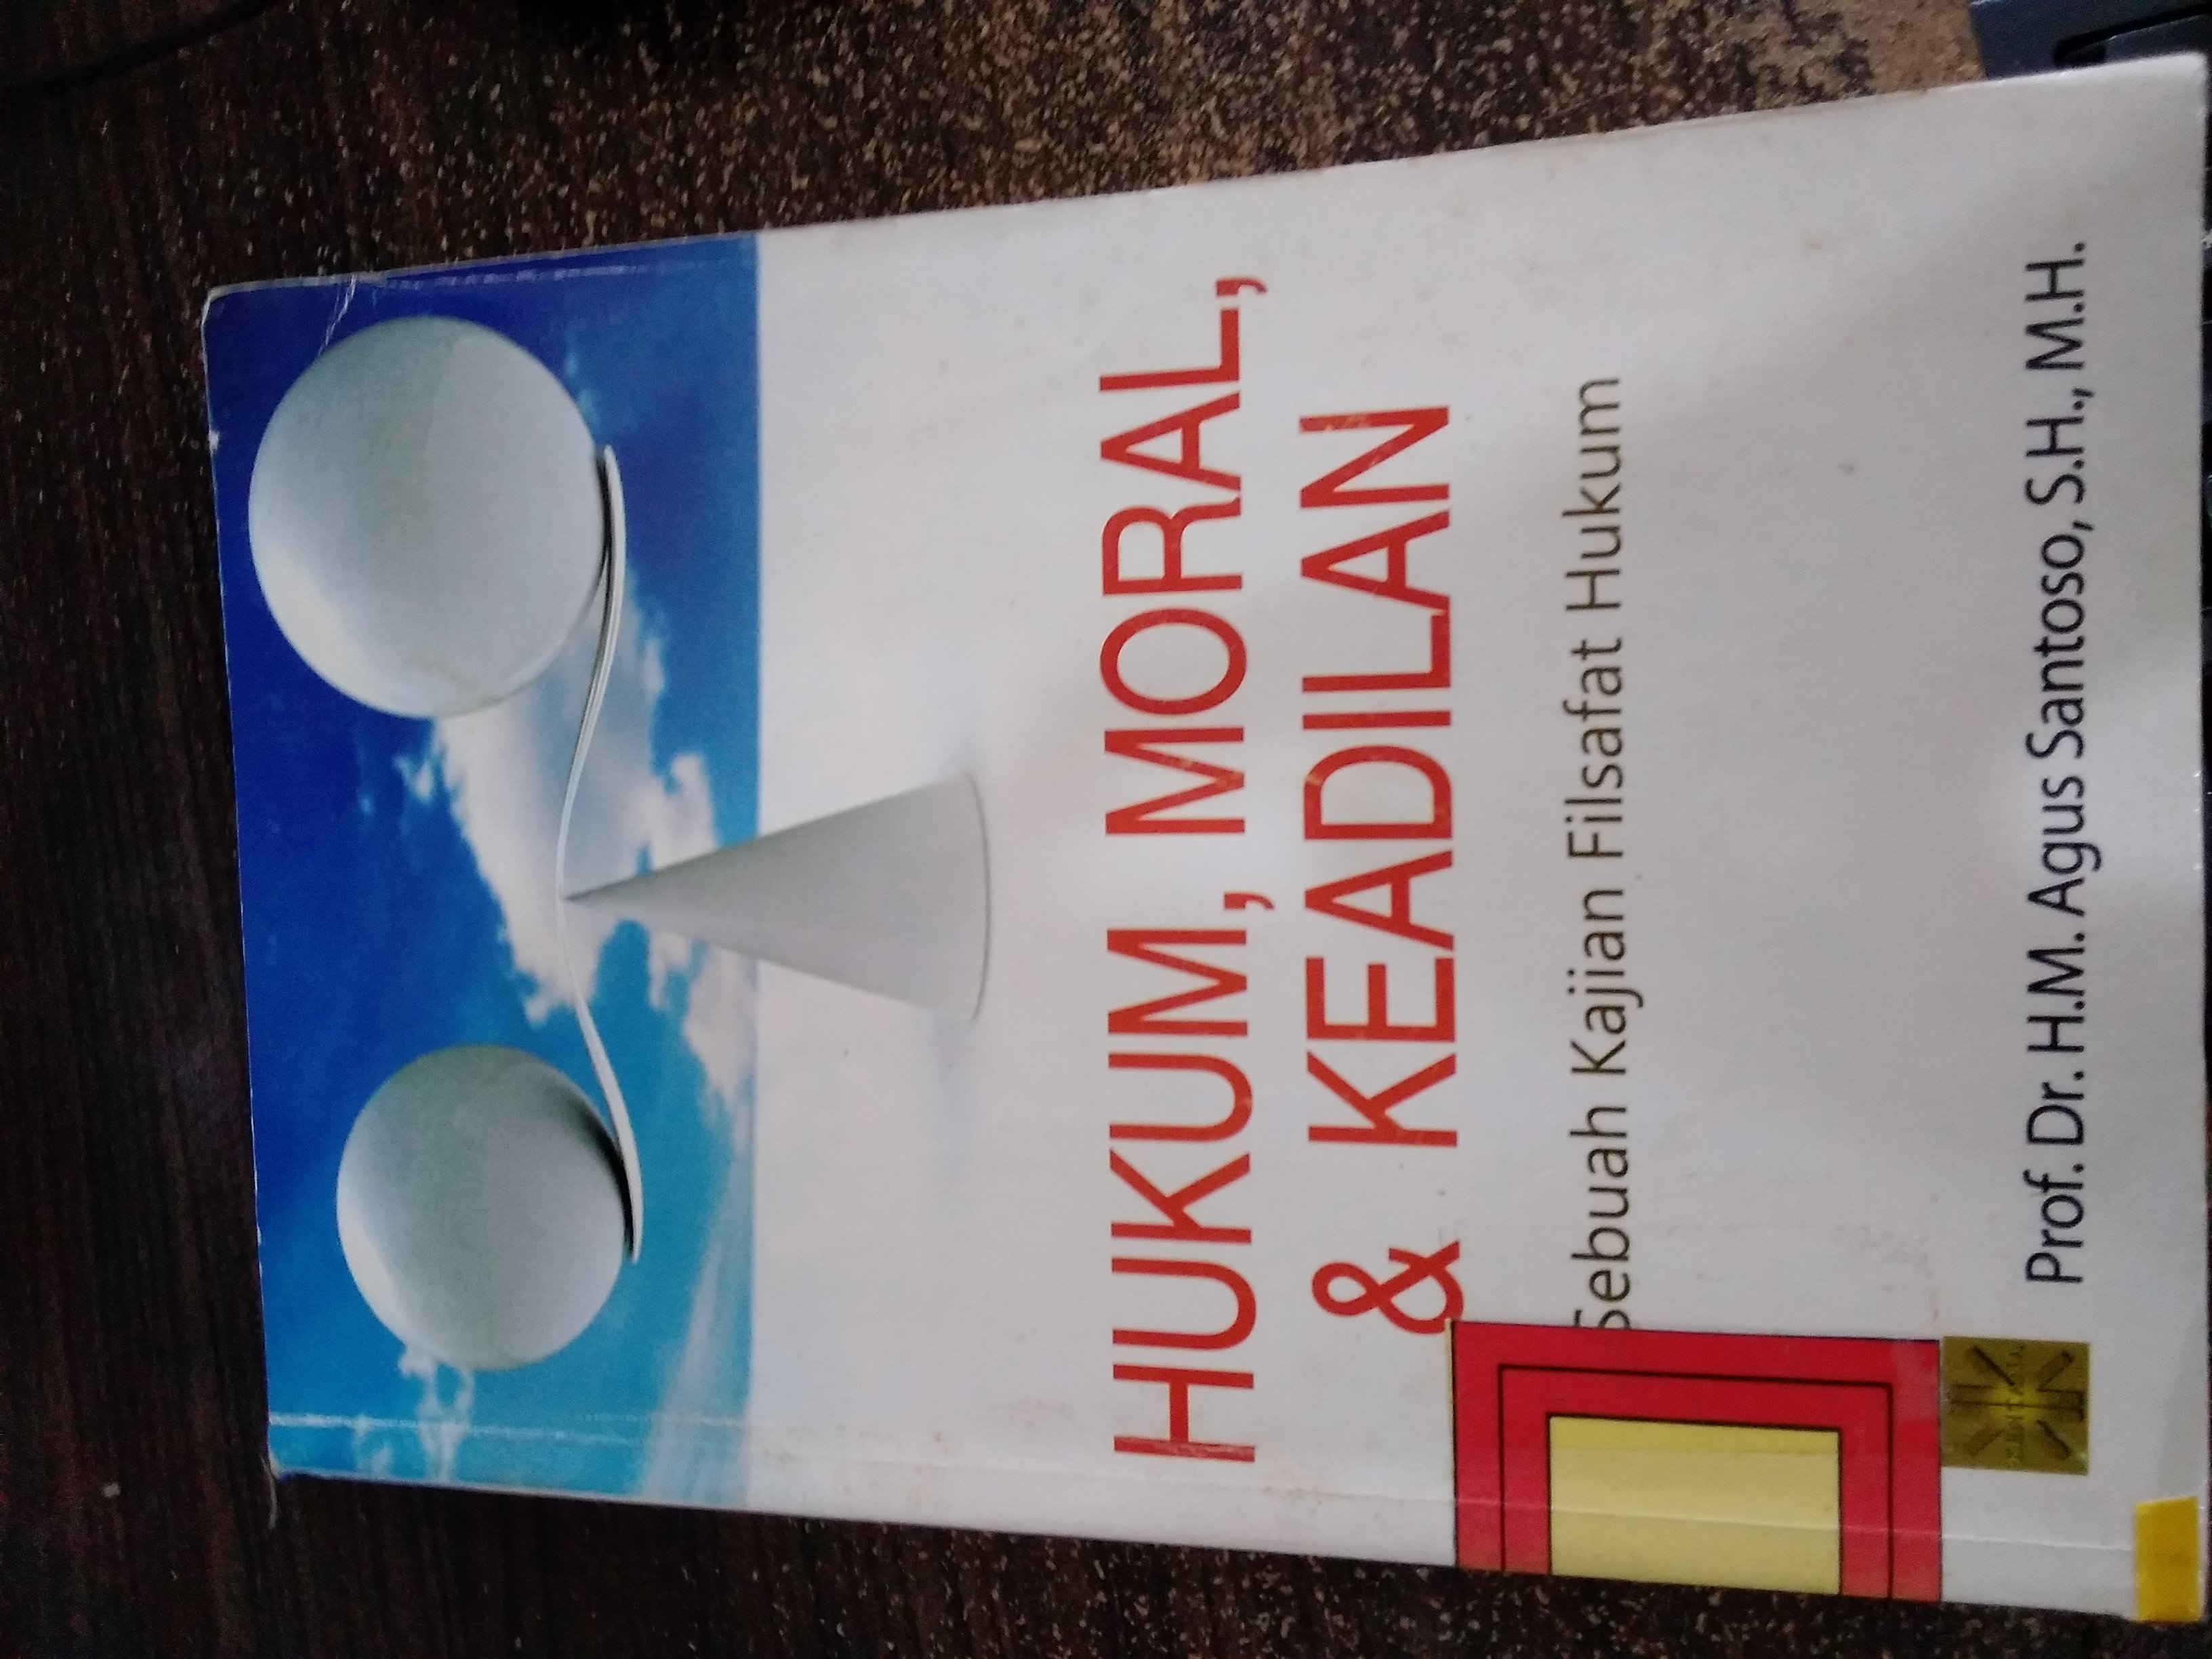 HUKUM, MORAL,
& KEADILAN
Sebuah Kajian Filsafat Hukum
Prof. Dr. H.M. Agus Santoso, S.H., M.H.